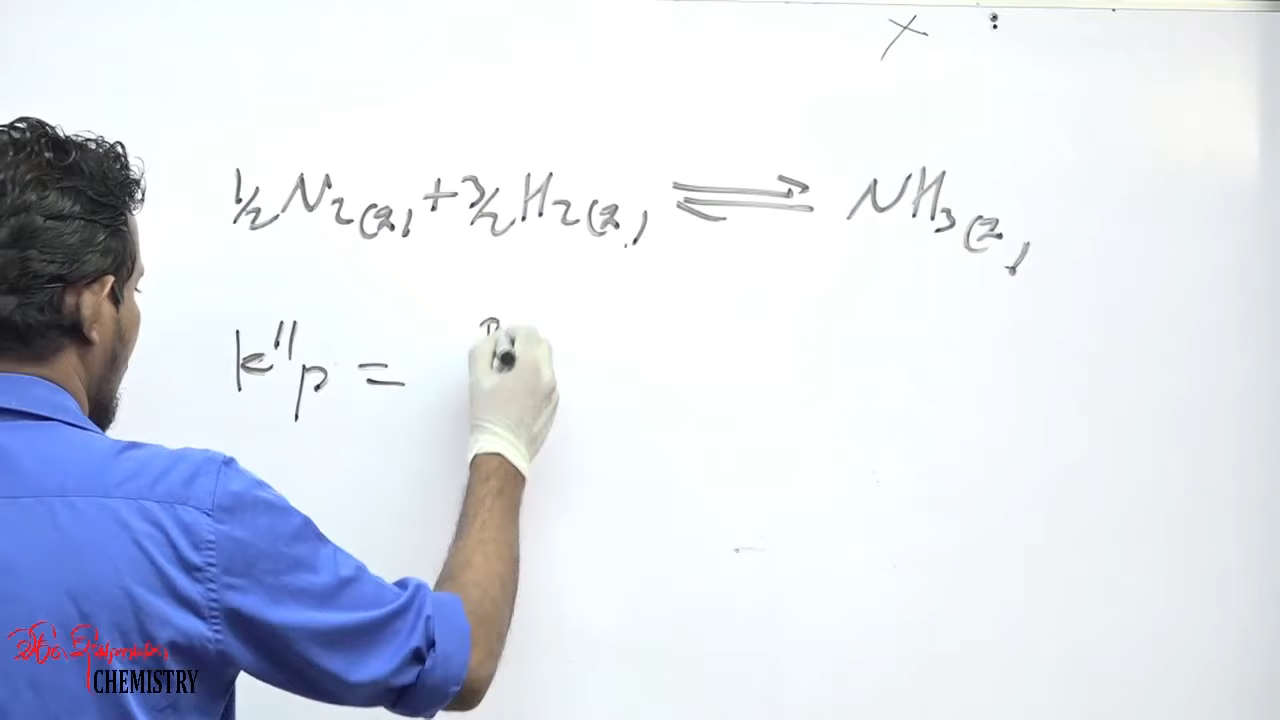 ½N₂(g) + 3/2H₂(g) ⇌ NH₃(g)
k''p = P
CHEMISTRY